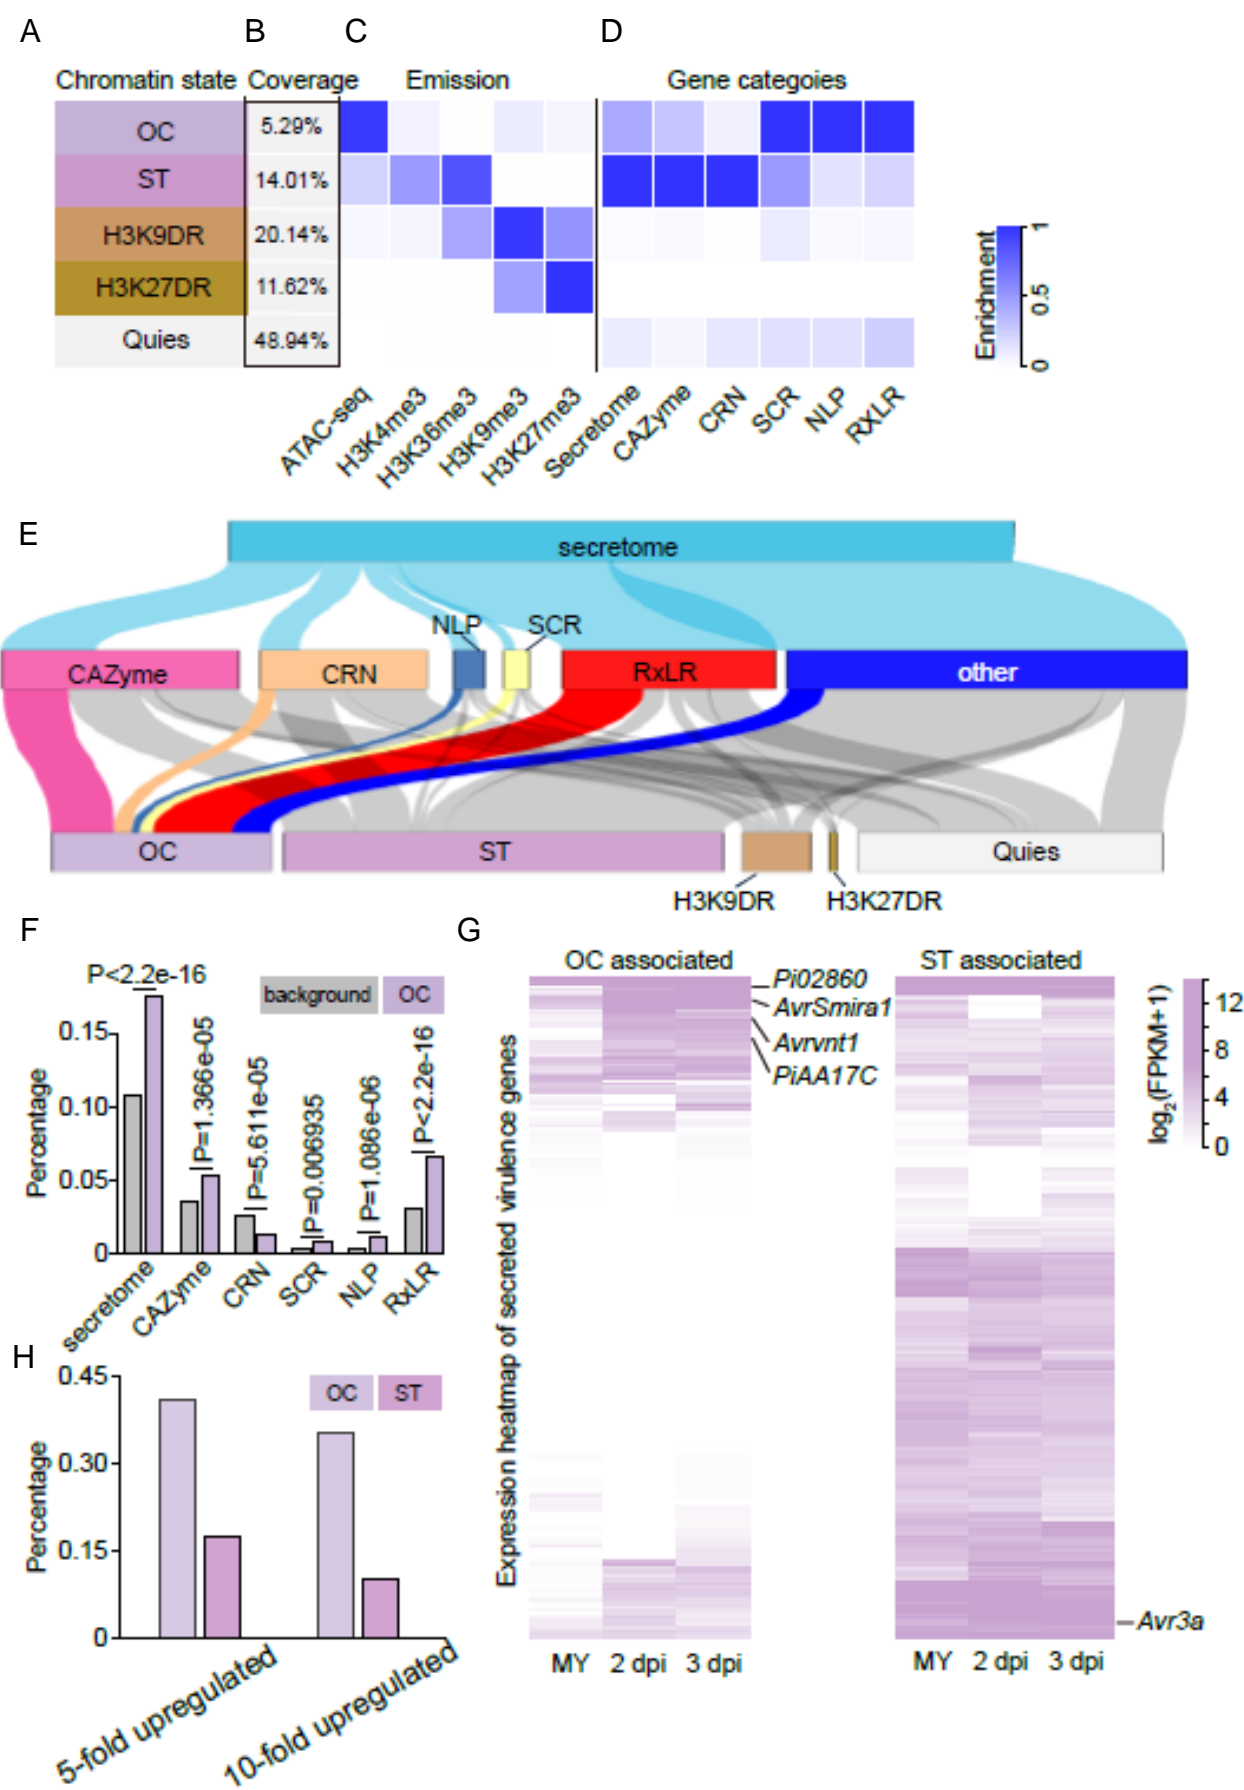 A
B
C
D
Chromatin state
Coverage
Emission
Gene categoies
OC
5.29%
ST
14.01%
H3K9DR
20.14%
H3K27DR
11.62%
Quies
48.94%
Enrichment
1
0.5
0
ATAC-seq
H3K4me3
H3K36me3
H3K9me3
H3K27me3
Secretome
CAZyme
CRN
SCR
NLP
RXLR
E
secretome
NLP
SCR
CAZyme
CRN
RxLR
other
OC
ST
Quies
H3K9DR
H3K27DR
F
P<2.2e-16
background
OC
Percentage
0.15
0.10
0.05
0
P=1.366e-05
P=5.611e-05
P=0.006935
P=1.086e-06
P<2.2e-16
secretome
CAZyme
CRN
SCR
NLP
RxLR
G
OC associated
ST associated
Expression heatmap of secreted virulence genes
Pi02860
AvrSmira1
Avrvnt1
PiAA17C
Avr3a
log2(FPKM+1)
12
8
4
0
MY
2 dpi
3 dpi
MY
2 dpi
3 dpi
H
OC
ST
Percentage
0.45
0.30
0.15
0
5-fold upregulated
10-fold upregulated